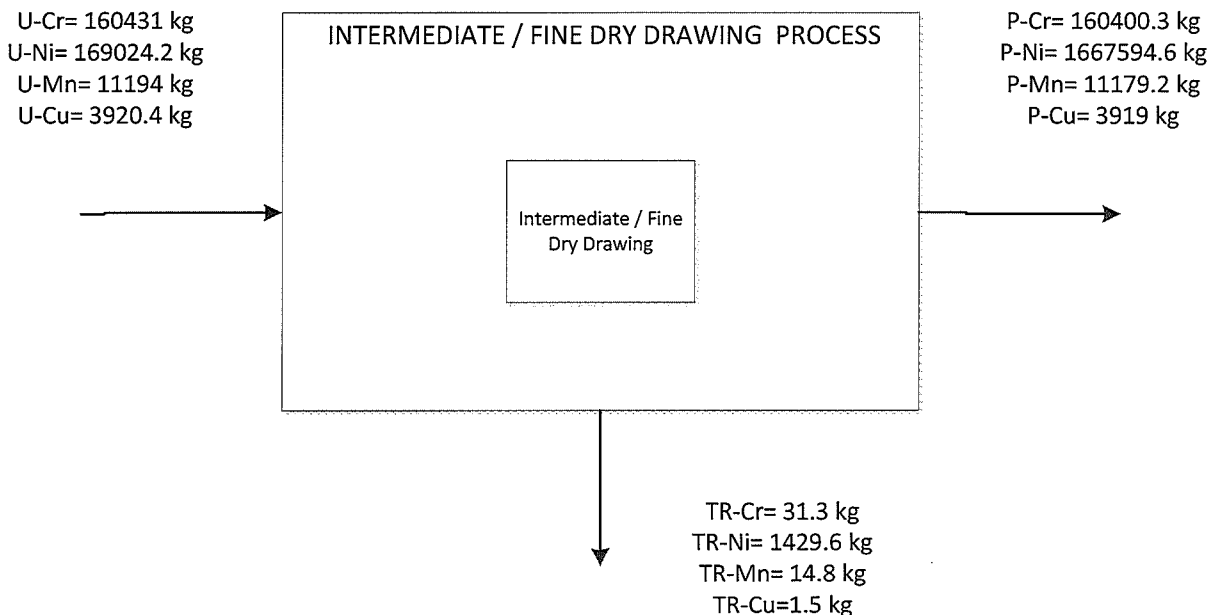 U-Cr= 160431 kg
U-Ni= 169024.2 kg
U-Mn= 11194 kg
U-Cu= 3920.4 kg
INTERMEDIATE / FINE DRY DRAWING PROCESS
P-Cr= 160400.3 kg
P-Ni= 1667594.6 kg
P-Mn= 11179.2 kg
P-Cu= 3919 kg
Intermediate / Fine
Dry Drawing
TR-Cr= 31.3 kg
TR-Ni= 1429.6 kg
TR-Mn= 14.8 kg
TR-Cu=1.5 kg